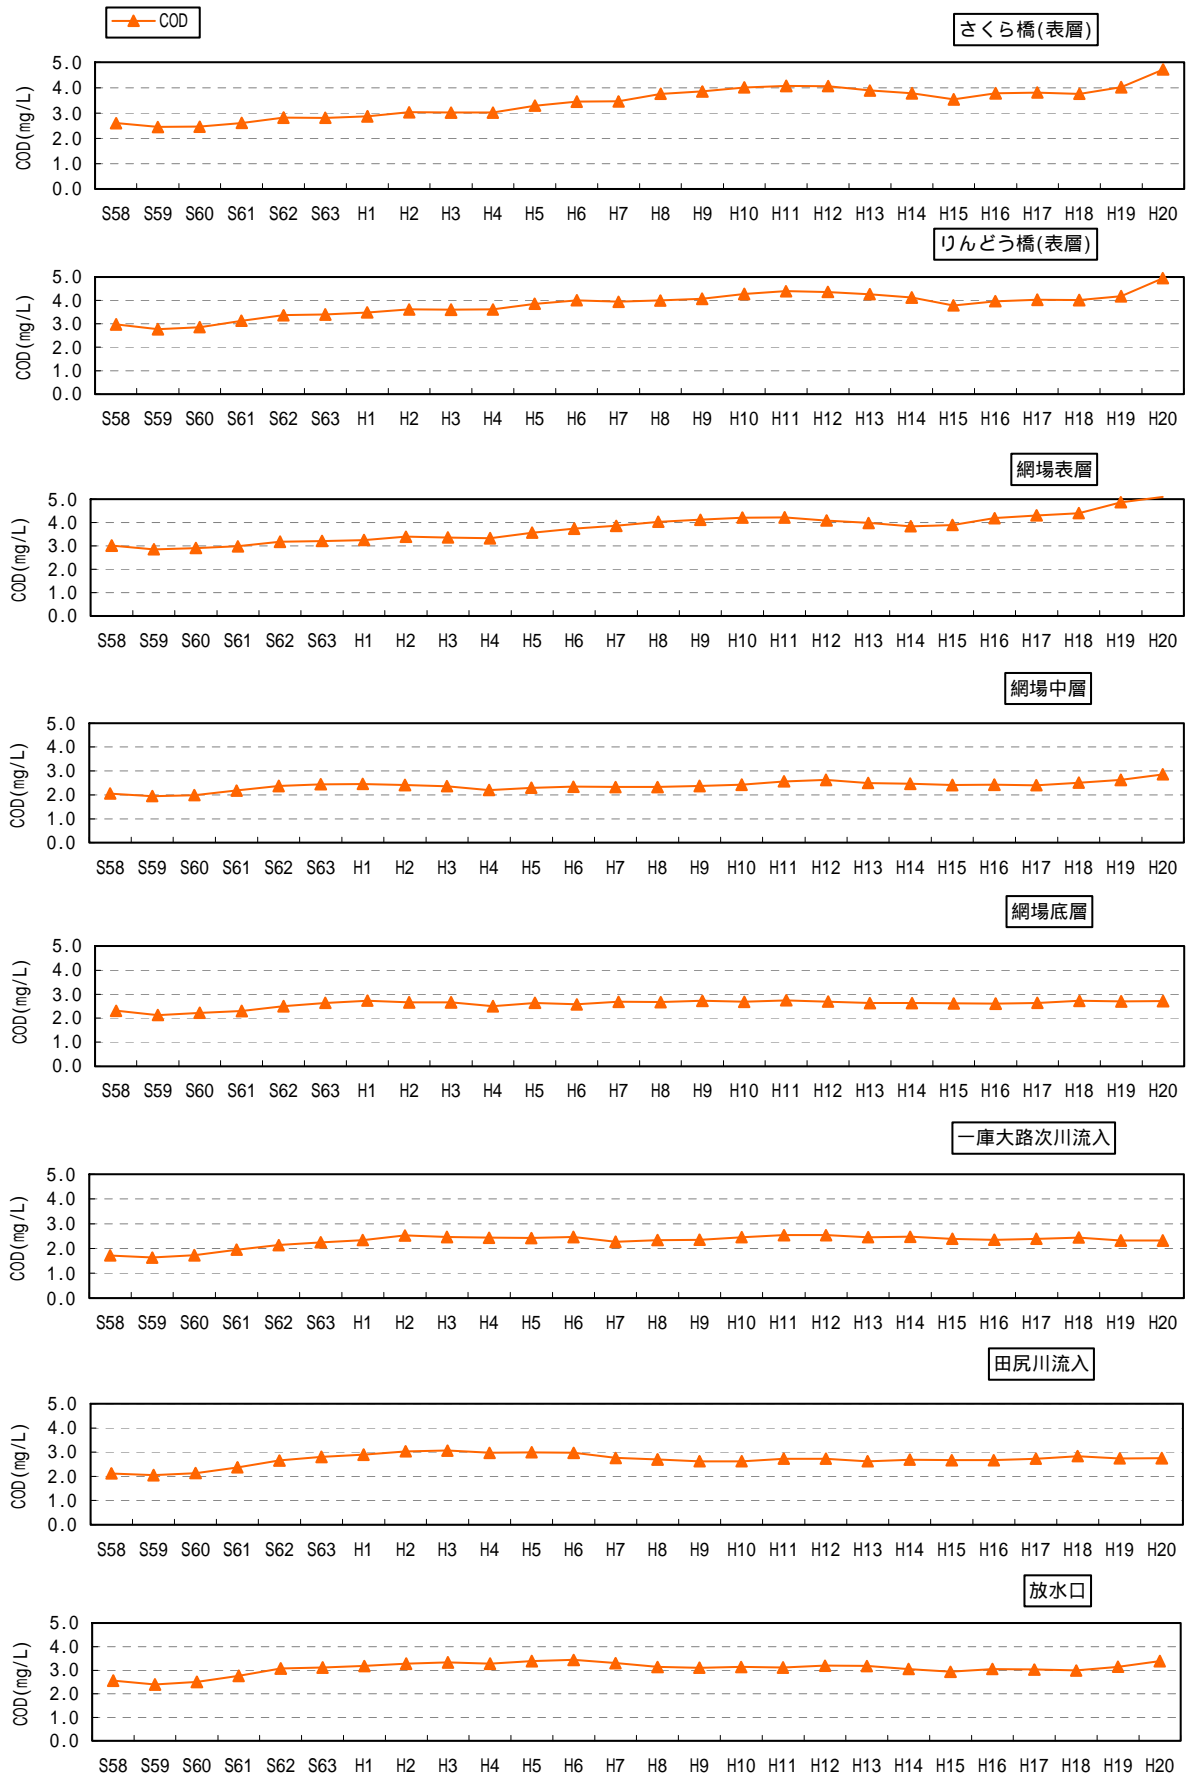 COD
さくら橋(表層)
COD(mg/L)
5.0
4.0
3.0
2.0
1.0
0.0
S58 S59 S60 S61 S62 S63 H1 H2 H3 H4 H5 H6 H7 H8 H9 H10 H11 H12 H13 H14 H15 H16 H17 H18 H19 H20
りんどう橋(表層)
COD(mg/L)
5.0
4.0
3.0
2.0
1.0
0.0
S58 S59 S60 S61 S62 S63 H1 H2 H3 H4 H5 H6 H7 H8 H9 H10 H11 H12 H13 H14 H15 H16 H17 H18 H19 H20
網場表層
COD(mg/L)
5.0
4.0
3.0
2.0
1.0
0.0
S58 S59 S60 S61 S62 S63 H1 H2 H3 H4 H5 H6 H7 H8 H9 H10 H11 H12 H13 H14 H15 H16 H17 H18 H19 H20
網場中層
COD(mg/L)
5.0
4.0
3.0
2.0
1.0
0.0
S58 S59 S60 S61 S62 S63 H1 H2 H3 H4 H5 H6 H7 H8 H9 H10 H11 H12 H13 H14 H15 H16 H17 H18 H19 H20
網場底層
COD(mg/L)
5.0
4.0
3.0
2.0
1.0
0.0
S58 S59 S60 S61 S62 S63 H1 H2 H3 H4 H5 H6 H7 H8 H9 H10 H11 H12 H13 H14 H15 H16 H17 H18 H19 H20
一庫大路次川流入
COD(mg/L)
5.0
4.0
3.0
2.0
1.0
0.0
S58 S59 S60 S61 S62 S63 H1 H2 H3 H4 H5 H6 H7 H8 H9 H10 H11 H12 H13 H14 H15 H16 H17 H18 H19 H20
田尻川流入
COD(mg/L)
5.0
4.0
3.0
2.0
1.0
0.0
S58 S59 S60 S61 S62 S63 H1 H2 H3 H4 H5 H6 H7 H8 H9 H10 H11 H12 H13 H14 H15 H16 H17 H18 H19 H20
放水口
COD(mg/L)
5.0
4.0
3.0
2.0
1.0
0.0
S58 S59 S60 S61 S62 S63 H1 H2 H3 H4 H5 H6 H7 H8 H9 H10 H11 H12 H13 H14 H15 H16 H17 H18 H19 H20